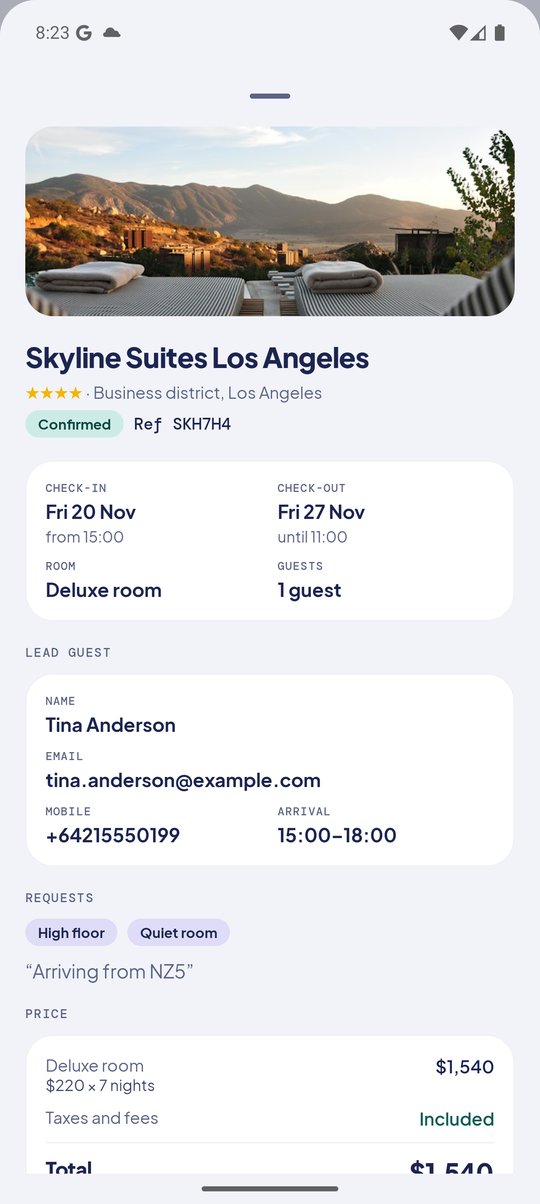 8:23
Skyline Suites Los Angeles
★★★★ · Business district, Los Angeles
Confirmed Ref SKH7H4
CHECK-IN CHECK-OUT
Fri 20 Nov Fri 27 Nov
from 15:00 until 11:00
ROOM GUESTS
Deluxe room 1 guest
LEAD GUEST
NAME
Tina Anderson
EMAIL
tina.anderson@example.com
MOBILE ARRIVAL
+64215550199 15:00–18:00
REQUESTS
High floor Quiet room
“Arriving from NZ5”
PRICE
Deluxe room $1,540
$220 × 7 nights
Taxes and fees Included
Total $1,540